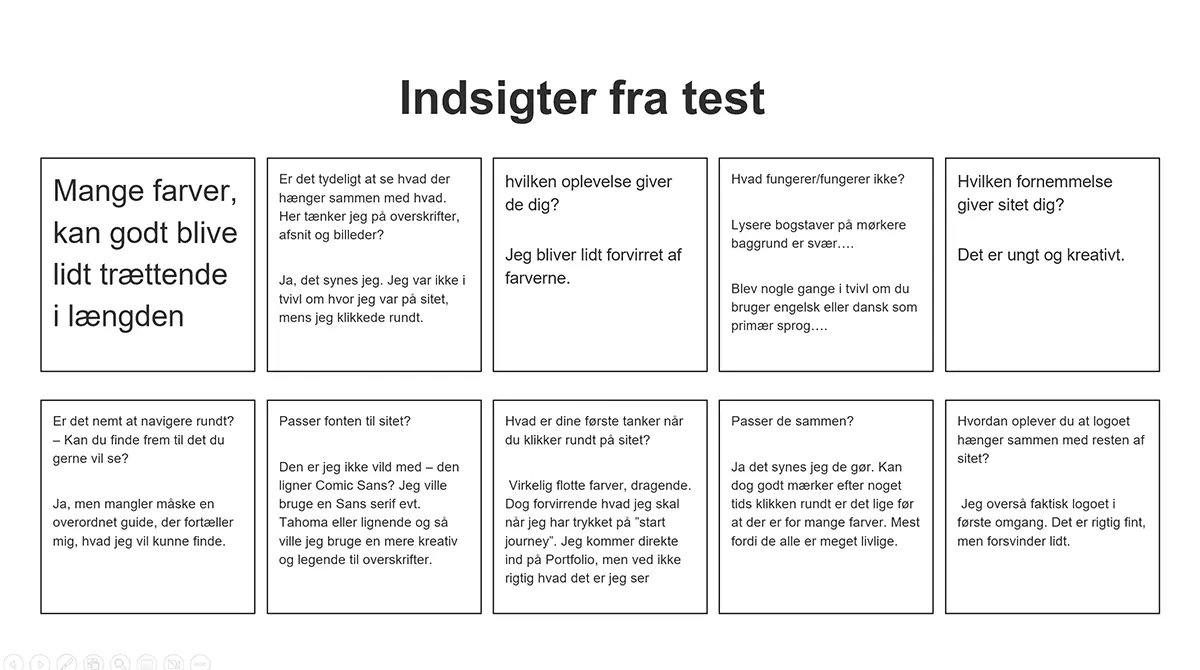 Indsigter fra test
Mange farver,
kan godt blive
lidt trættende
i længden
Er det tydeligt at se hvad der
hænger sammen med hvad.
Her tænker jeg på overskrifter,
afsnit og billeder?
Ja, det synes jeg. Jeg var ikke i
tvivl om hvor jeg var på sitet,
mens jeg klikkede rundt.
hvilken oplevelse giver
de dig?
Jeg bliver lidt forvirret af
farverne.
Hvad fungerer/fungerer ikke?
Lysere bogstaver på mørkere
baggrund er svær….
Blev nogle gange i tvivl om du
bruger engelsk eller dansk som
primær sprog….
Hvilken fornemmelse
giver sitet dig?
Det er ungt og kreativt.
Er det nemt at navigere rundt?
– Kan du finde frem til det du
gerne vil se?
Ja, men mangler måske en
overordnet guide, der fortæller
mig, hvad jeg vil kunne finde.
Passer fonten til sitet?
Den er jeg ikke vild med – den
ligner Comic Sans? Jeg ville
bruge en Sans serif evt.
Tahoma eller lignende og så
ville jeg bruge en mere kreativ
og legende til overskrifter.
Hvad er dine første tanker når
du klikker rundt på sitet?
Virkelig flotte farver, dragende.
Dog forvirrende hvad jeg skal
når jeg har trykket på ”start
journey”. Jeg kommer direkte
ind på Portfolio, men ved ikke
rigtig hvad det er jeg ser
Passer de sammen?
Ja det synes jeg de gør. Kan
dog godt mærker efter noget
tids klikken rundt er det lige før
at der er for mange farver. Mest
fordi de alle er meget livlige.
Hvordan oplever du at logoet
hænger sammen med resten af
sitet?
Jeg overså faktisk logoet i
første omgang. Det er rigtig fint,
men forsvinder lidt.